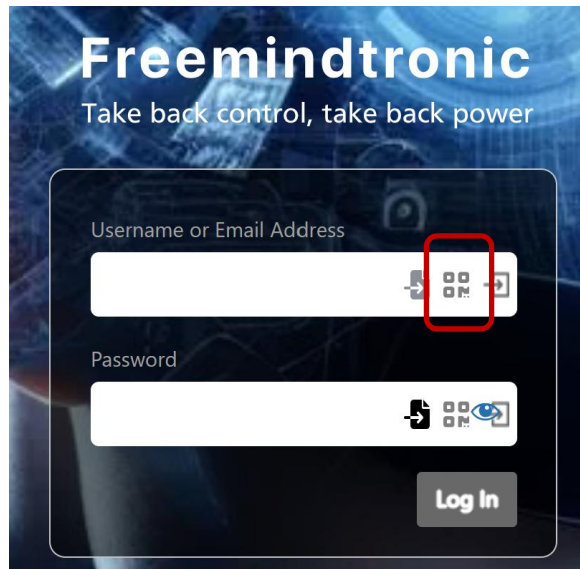 Freemindtronic
Take back control, take back power
Username or Email Address
Password
Log In